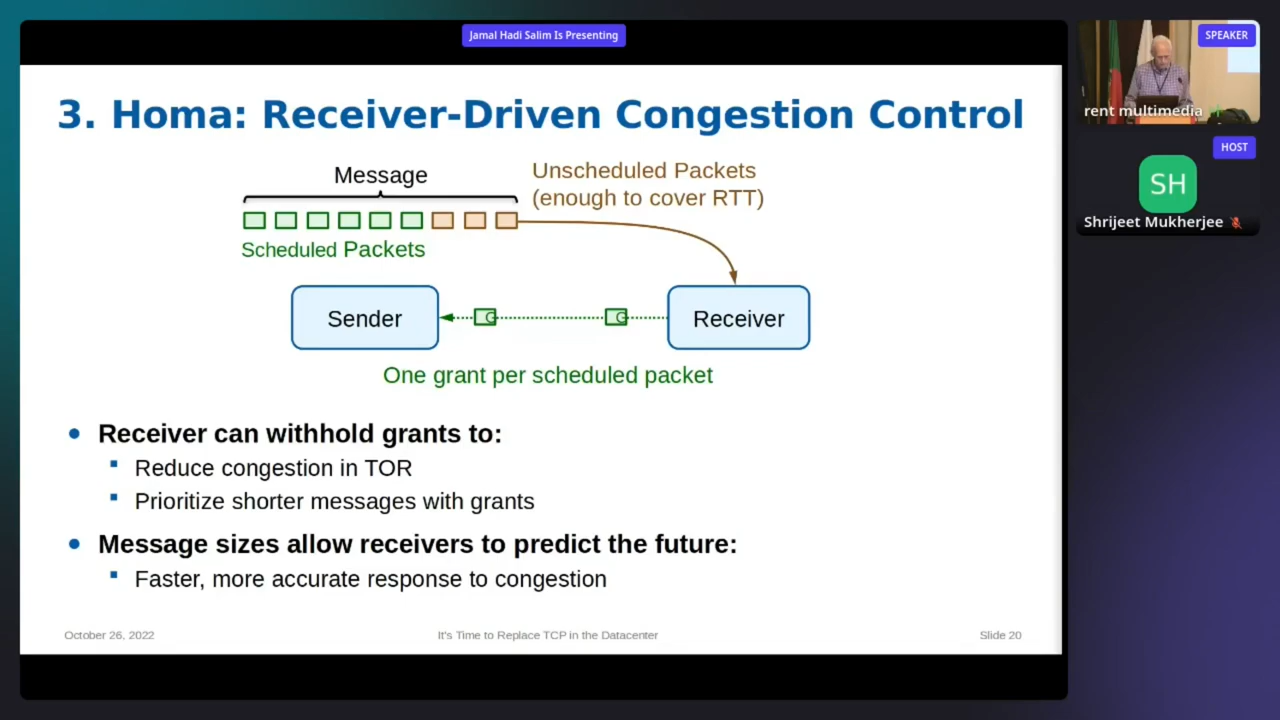 Jamal Hadi Salim Is Presenting
3. Homa: Receiver-Driven Congestion Control
Message
Unscheduled Packets
(enough to cover RTT)
Scheduled Packets
Sender
G
G
Receiver
One grant per scheduled packet
Receiver can withhold grants to:
Reduce congestion in TOR
Prioritize shorter messages with grants
Message sizes allow receivers to predict the future:
Faster, more accurate response to congestion
October 26, 2022
It's Time to Replace TCP in the Datacenter
Slide 20
SPEAKER
rent multimedia
HOST
SH
Shrijeet Mukherjee